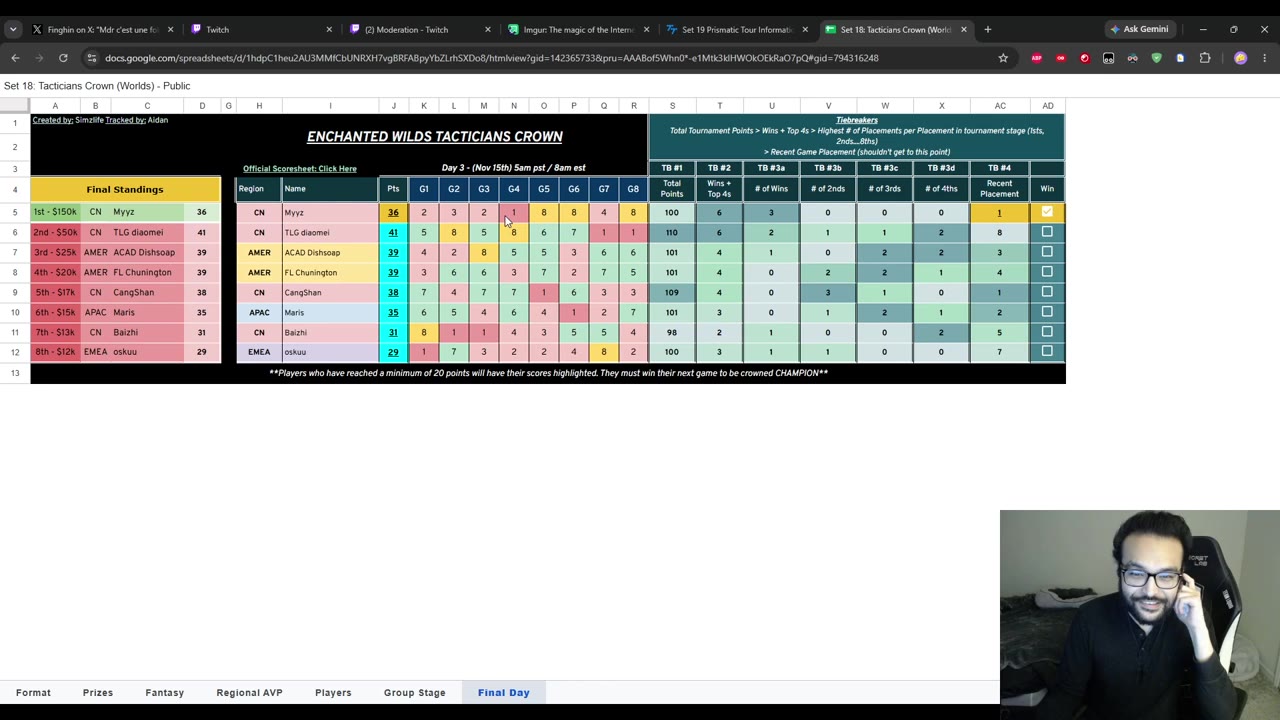 Finghin on X: "Mdr c'est une fo
Twitch
(2) Moderation - Twitch
Imgur: The magic of the Interne
Set 19 Prismatic Tour Informati
Set 18: Tacticians Crown (World
Ask Gemini
docs.google.com/spreadsheets/d/1hdpC1heu2AU3MMfCbUNRXH7vgBRFABpyYbZLrhSXDo8/htmlview?gid=142365733&pru=AAABof5Whn0*-e1Mtk3kIHWOkOEkRaO7pQ#gid=794316248
Set 18: Tacticians Crown (Worlds) - Public
A B C D G H I J K L M N O P Q R S T U V W X AC AD
1 Created by: Simzlife Tracked by: Aidan
ENCHANTED WILDS TACTICIANS CROWN
Tiebreakers
Total Tournament Points > Wins + Top 4s > Highest # of Placements per Placement in tournament stage (1sts,
2nds...8ths)
> Recent Game Placement (shouldn't get to this point)
2
3 Official Scoresheet: Click Here Day 3 - (Nov 15th) 5am pst / 8am est TB #1 TB #2 TB #3a TB #3b TB #3c TB #3d TB #4
4 Final Standings Region Name Pts G1 G2 G3 G4 G5 G6 G7 G8 Total Points Wins + Top 4s # of Wins # of 2nds # of 3rds # of 4ths Recent Placement Win
5 1st - $150k CN Myyz 36 CN Myyz 36 2 3 2 1 8 8 4 8 100 6 3 0 0 0 1
6 2nd - $50k CN TLG diaomei 41 CN TLG diaomei 41 5 8 5 8 6 7 1 1 110 6 2 1 1 2 8
7 3rd - $25k AMER ACAD Dishsoap 39 AMER ACAD Dishsoap 39 4 2 8 5 5 3 6 6 101 4 1 0 2 2 3
8 4th - $20k AMER FL Chunington 39 AMER FL Chunington 39 3 6 6 3 7 2 7 5 101 4 0 2 2 1 4
9 5th - $17k CN CangShan 38 CN CangShan 38 7 4 7 7 1 6 3 3 109 4 0 3 1 0 1
10 6th - $15k APAC Maris 35 APAC Maris 35 6 5 4 6 4 1 2 7 101 3 0 1 2 1 2
11 7th - $13k CN Baizhi 31 CN Baizhi 31 8 1 1 4 3 5 5 4 98 2 1 0 0 2 5
12 8th - $12k EMEA oskuu 29 EMEA oskuu 29 1 7 3 2 2 4 8 2 100 3 1 1 0 0 7
13 **Players who have reached a minimum of 20 points will have their scores highlighted. They must win their next game to be crowned CHAMPION**
Format
Prizes
Fantasy
Regional AVP
Players
Group Stage
Final Day